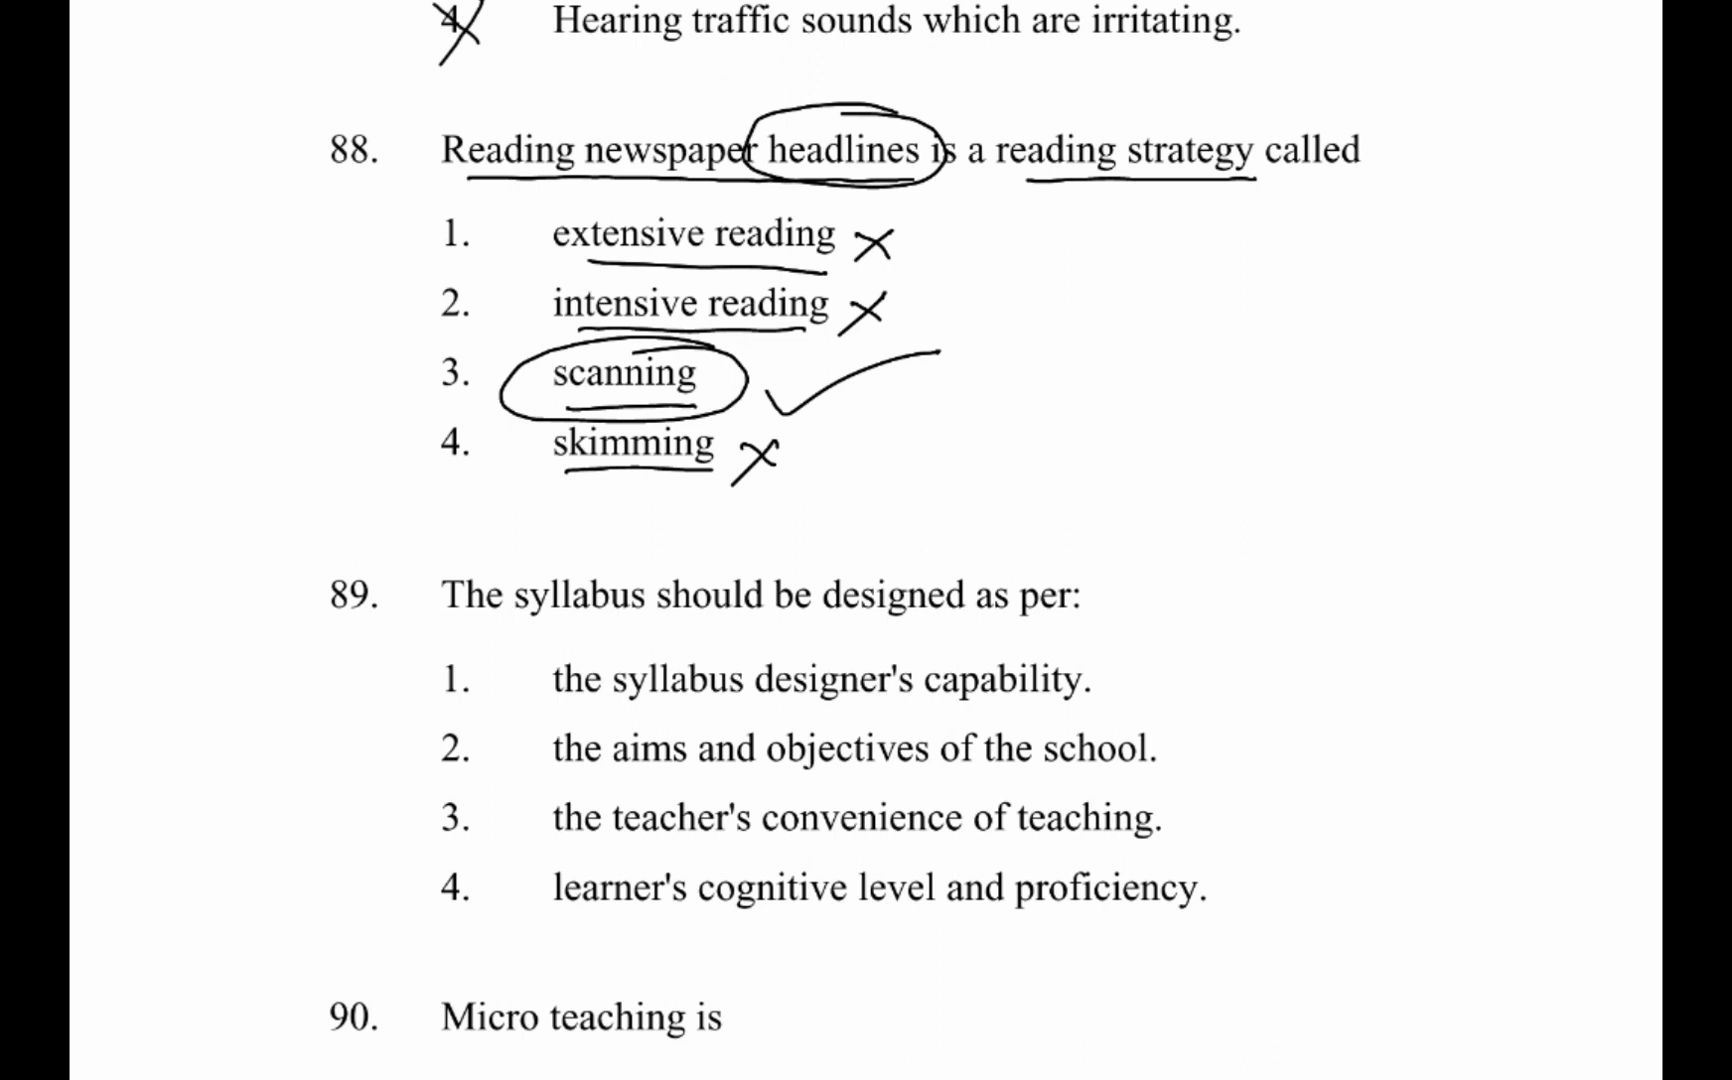 4. Hearing traffic sounds which are irritating.
88. Reading newspaper headlines is a reading strategy called
1. extensive reading
2. intensive reading
3. scanning
4. skimming
89. The syllabus should be designed as per:
1. the syllabus designer's capability.
2. the aims and objectives of the school.
3. the teacher's convenience of teaching.
4. learner's cognitive level and proficiency.
90. Micro teaching is